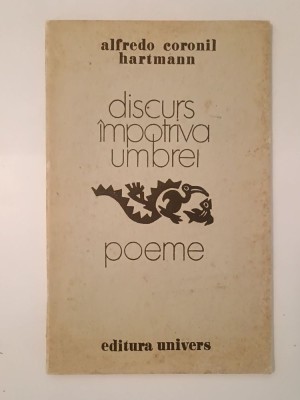 alfredo coronil
hartmann
discurs
împotriva
umbrei
poeme
editura univers